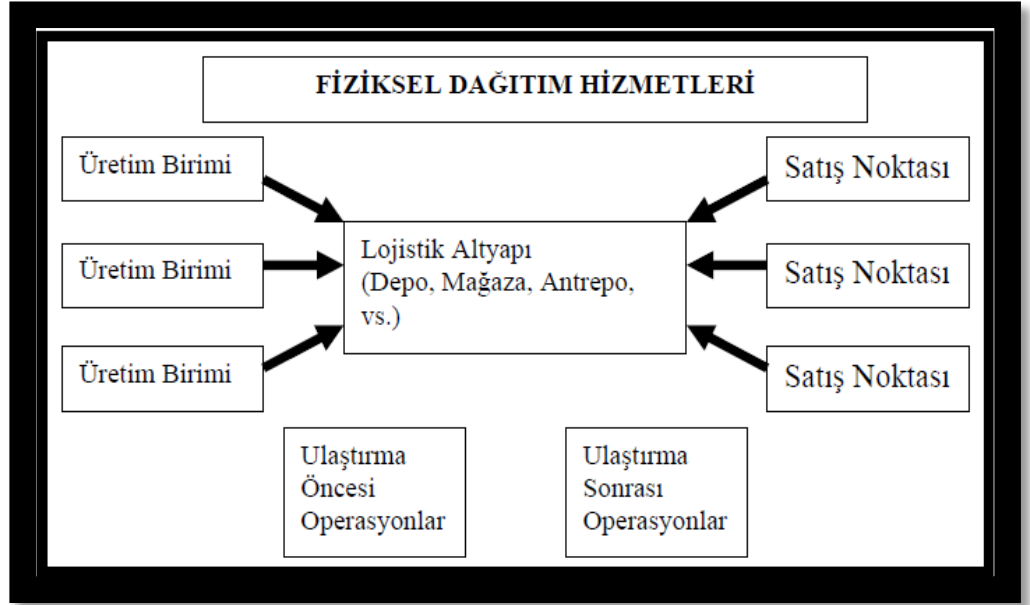 FİZİKSEL DAĞITIM HİZMETLERİ
Üretim Birimi
Satış Noktası
Lojistik Altyapı
(Depo, Mağaza, Antrepo,
vs.)
Üretim Birimi
Satış Noktası
Üretim Birimi
Satış Noktası
Ulaştırma
Öncesi
Operasyonlar
Ulaştırma
Sonrası
Operasyonlar